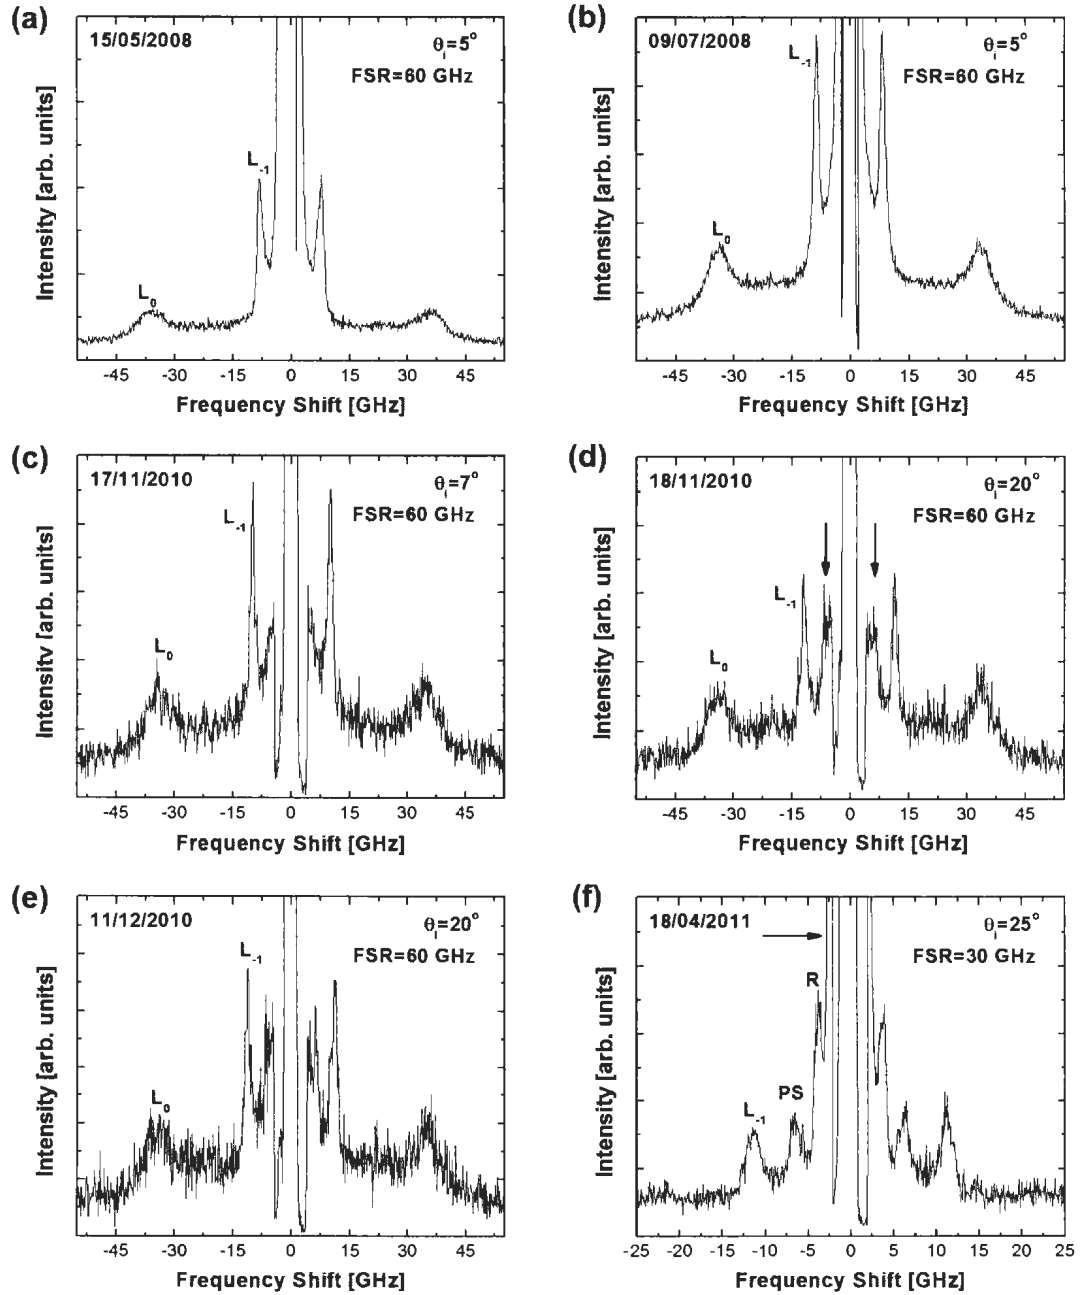 (a)
15/05/2008
θi=5°
FSR=60 GHz
L-1
L0
Intensity [arb. units]
-45 -30 -15 0 15 30 45
Frequency Shift [GHz]
(b)
09/07/2008
θi=5°
FSR=60 GHz
L-1
L0
Intensity [arb. units]
-45 -30 -15 0 15 30 45
Frequency Shift [GHz]
(c)
17/11/2010
θi=7°
FSR=60 GHz
L-1
L0
Intensity [arb. units]
-45 -30 -15 0 15 30 45
Frequency Shift [GHz]
(d)
18/11/2010
θi=20°
FSR=60 GHz
L-1
L0
Intensity [arb. units]
-45 -30 -15 0 15 30 45
Frequency Shift [GHz]
(e)
11/12/2010
θi=20°
FSR=60 GHz
L-1
L0
Intensity [arb. units]
-45 -30 -15 0 15 30 45
Frequency Shift [GHz]
(f)
18/04/2011
θi=25°
FSR=30 GHz
R
PS
L-1
Intensity [arb. units]
-25 -20 -15 -10 -5 0 5 10 15 20 25
Frequency Shift [GHz]